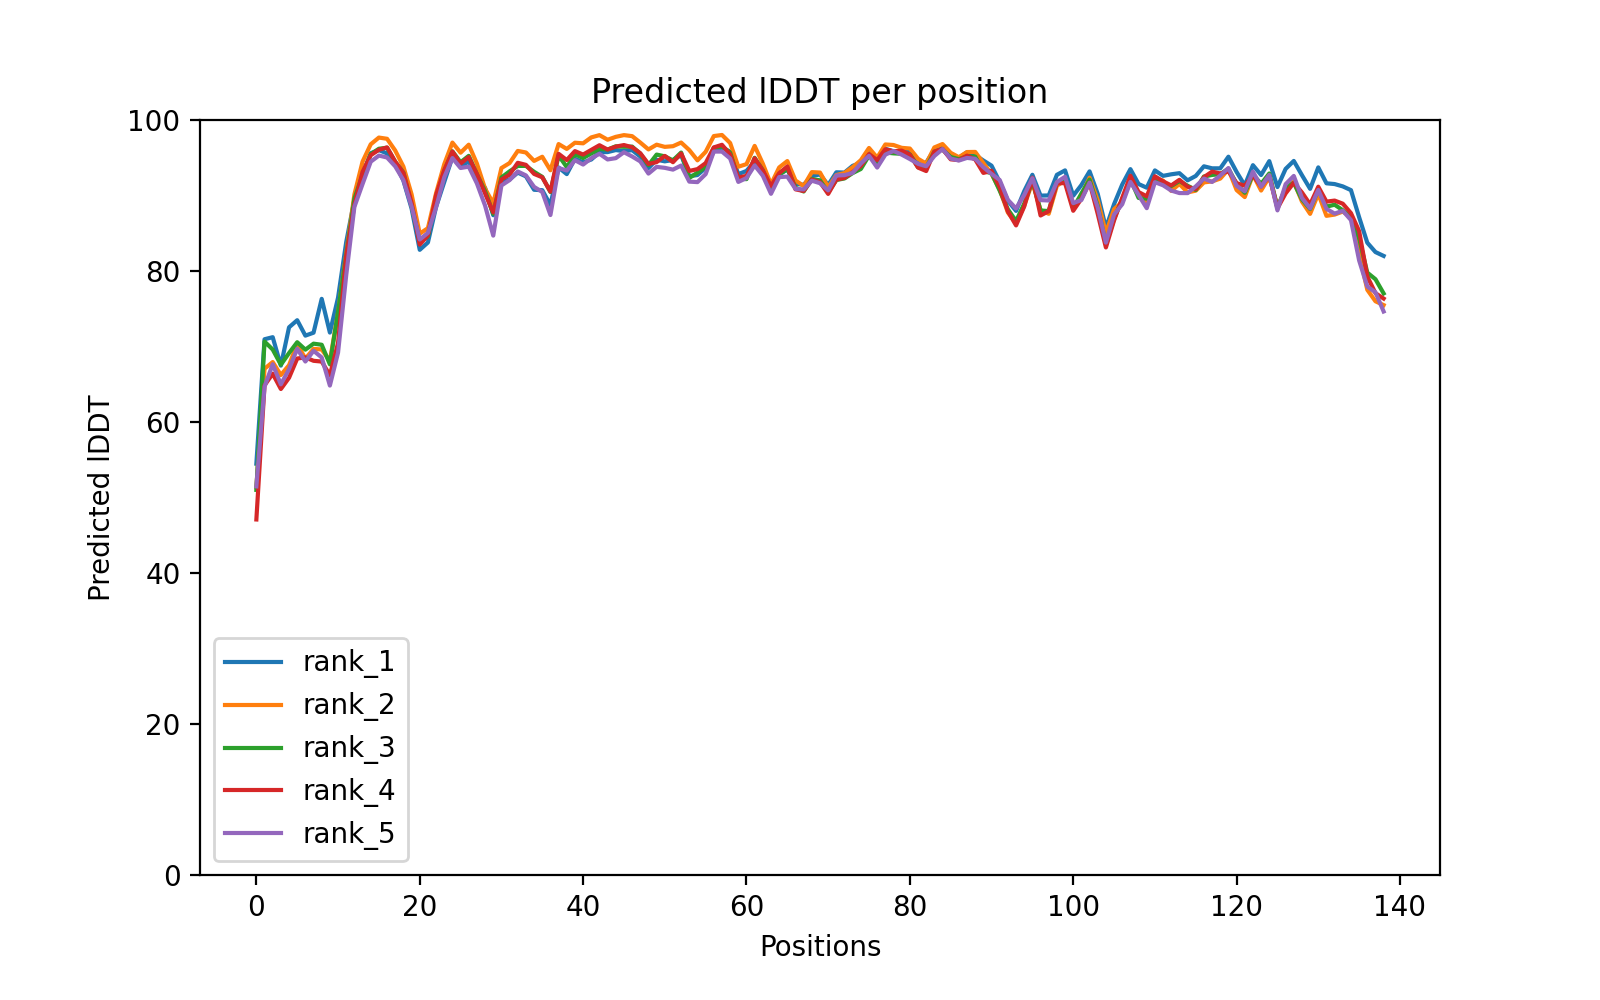 Predicted lDDT per position
100
80
60
40
20
0
Predicted lDDT
rank_1
rank_2
rank_3
rank_4
rank_5
0 20 40 60 80 100 120 140
Positions